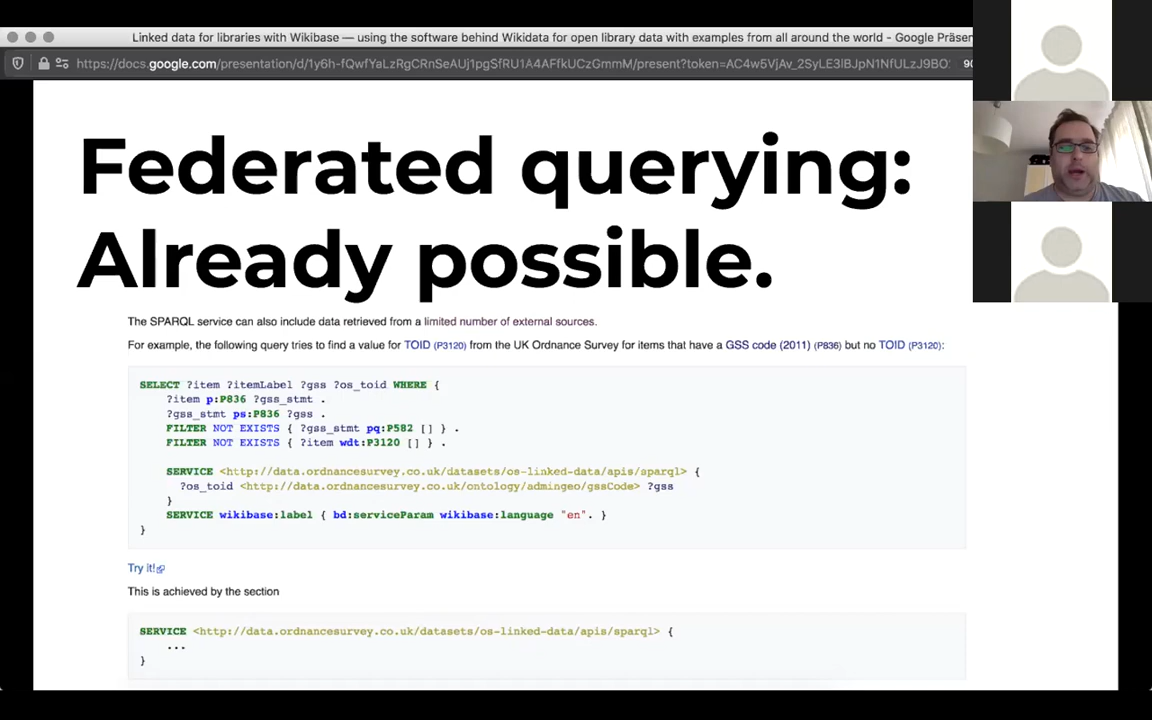 Linked data for libraries with Wikibase — using the software behind Wikidata for open library data with examples from all around the world - Google Präsen
https://docs.google.com/presentation/d/1y6h-fQwfYaLzRgCRnSeAUj1pgSfRU1A4AFfkUCzGmmM/present?token=AC4w5VjAv_2SyLE3lBJpN1NfULzJ9BO
90
Federated querying:
Already possible.
The SPARQL service can also include data retrieved from a limited number of external sources.
For example, the following query tries to find a value for TOID (P3120) from the UK Ordnance Survey for items that have a GSS code (2011) (P836) but no TOID (P3120):
SELECT ?item ?itemLabel ?gss ?os_toid WHERE {
?item p:P836 ?gss_stmt .
?gss_stmt ps:P836 ?gss .
FILTER NOT EXISTS { ?gss_stmt pq:P582 [] } .
FILTER NOT EXISTS { ?item wdt:P3120 [] } .
SERVICE <http://data.ordnancesurvey.co.uk/datasets/os-linked-data/apis/sparql> {
?os_toid <http://data.ordnancesurvey.co.uk/ontology/admingeo/gssCode> ?gss
}
SERVICE wikibase:label { bd:serviceParam wikibase:language "en". }
}
Try it!
This is achieved by the section
SERVICE <http://data.ordnancesurvey.co.uk/datasets/os-linked-data/apis/sparql> {
...
}